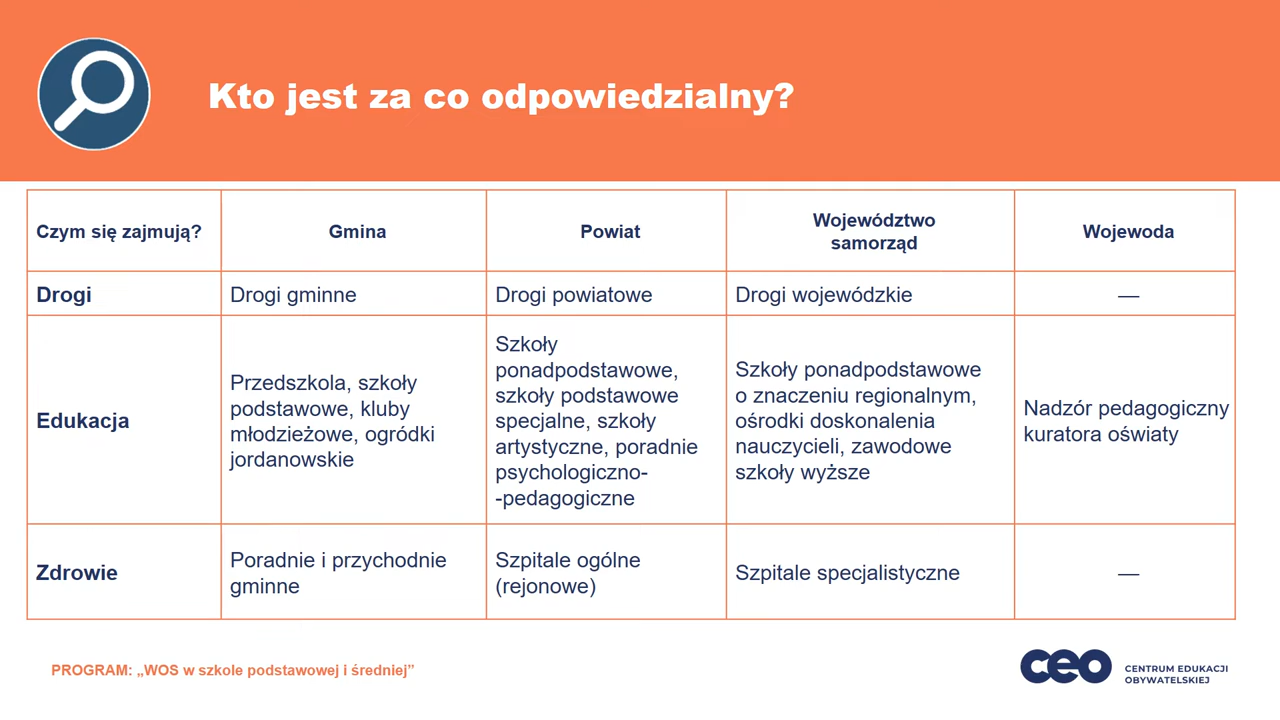 Kto jest za co odpowiedzialny?
Czym się zajmują?
Gmina
Powiat
Województwo
samorząd
Wojewoda
Drogi
Drogi gminne
Drogi powiatowe
Drogi wojewódzkie
—
Edukacja
Przedszkola, szkoły
podstawowe, kluby
młodzieżowe, ogródki
jordanowskie
Szkoły
ponadpodstawowe,
szkoły podstawowe
specjalne, szkoły
artystyczne, poradnie
psychologiczno-
-pedagogiczne
Szkoły ponadpodstawowe
o znaczeniu regionalnym,
ośrodki doskonalenia
nauczycieli, zawodowe
szkoły wyższe
Nadzór pedagogiczny
kuratora oświaty
Zdrowie
Poradnie i przychodnie
gminne
Szpitale ogólne
(rejonowe)
Szpitale specjalistyczne
—
PROGRAM: „WOS w szkole podstawowej i średniej”
ceo
CENTRUM EDUKACJI
OBYWATELSKIEJ